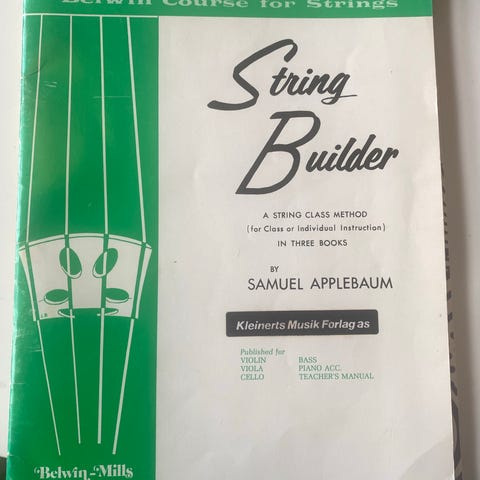 Belwin Course for Strings
String
Builder
A STRING CLASS METHOD
(for Class or Individual Instruction)
IN THREE BOOKS
BY
SAMUEL APPLEBAUM
Kleinerts Musik Forlag as
Published for
VIOLIN BASS
VIOLA PIANO ACC.
CELLO TEACHER'S MANUAL
Belwin-Mills